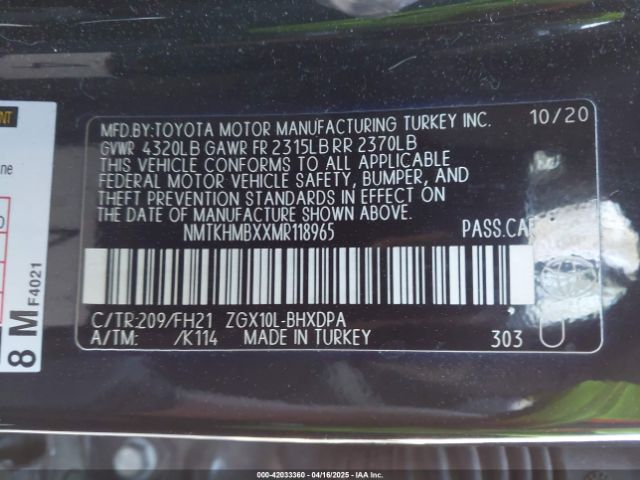 MFD.BY:TOYOTA MOTOR MANUFACTURING TURKEY INC. 10/20
GVWR 4320LB GAWR FR 2315LB RR 2370LB
THIS VEHICLE CONFORMS TO ALL APPLICABLE
FEDERAL MOTOR VEHICLE SAFETY, BUMPER, AND
THEFT PREVENTION STANDARDS IN EFFECT ON
THE DATE OF MANUFACTURE SHOWN ABOVE.
NMTKHMBXXMR118965 PASS.CAR
C/TR:209/FH21 ZGX10L-BHXDPA
A/TM: /K114 MADE IN TURKEY 303
8 M F4021
000-42033360 - 04/16/2025 - IAA Inc.